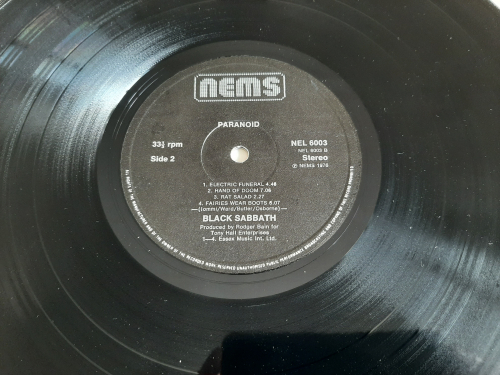 nems
PARANOID
33⅓ rpm
NEL 6003
NEL 6003 B
Side 2
Stereo
℗ NEMS 1976
1. ELECTRIC FUNERAL 4.48
2. HAND OF DOOM 7.06
3. RAT SALAD 2.27
4. FAIRIES WEAR BOOTS 6.07
(Iommi/Ward/Butler/Osborne)
BLACK SABBATH
Produced by Rodger Bain for
Tony Hall Enterprises
1—4. Essex Music Int. Ltd.